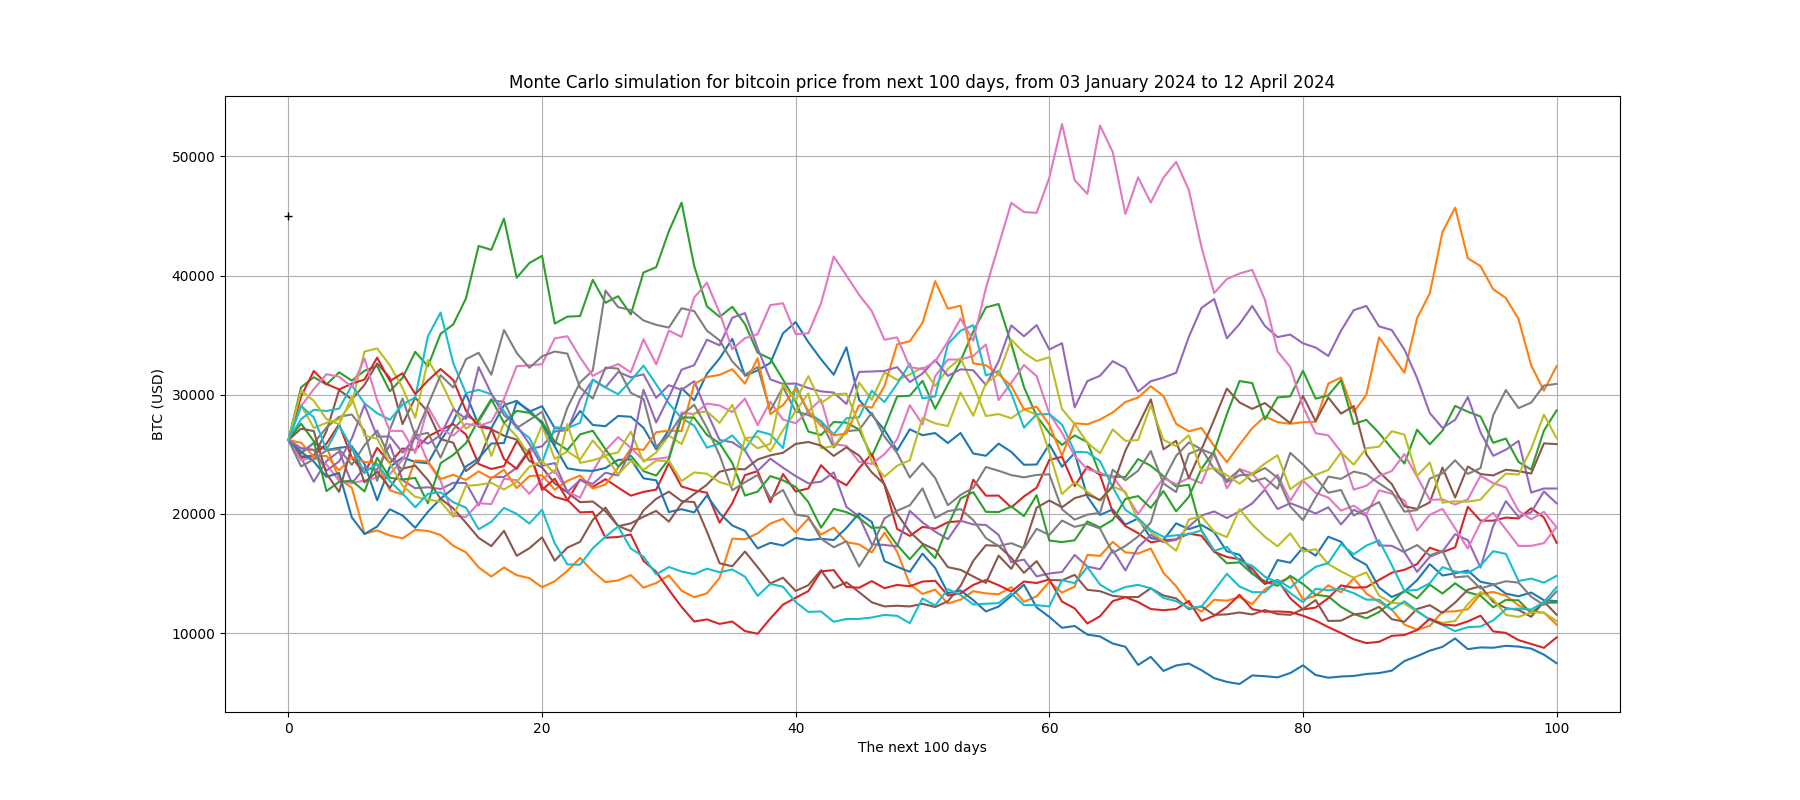 Monte Carlo simulation for bitcoin price from next 100 days, from 03 January 2024 to 12 April 2024
BTC (USD)
50000
40000
30000
20000
10000
0 20 40 60 80 100
The next 100 days